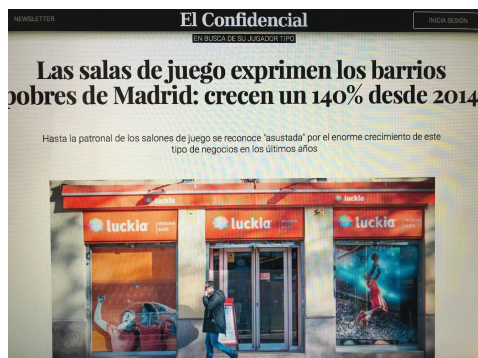 NEWSLETTER
El Confidencial
INICIA SESIÓN
EN BUSCA DE SU JUGADOR TIPO
Las salas de juego exprimen los barrios
pobres de Madrid: crecen un 140% desde 2014
Hasta la patronal de los salones de juego se reconoce "asustada" por el enorme crecimiento de este
tipo de negocios en los últimos años
luckia
luckia
luckia
luckia
luckia